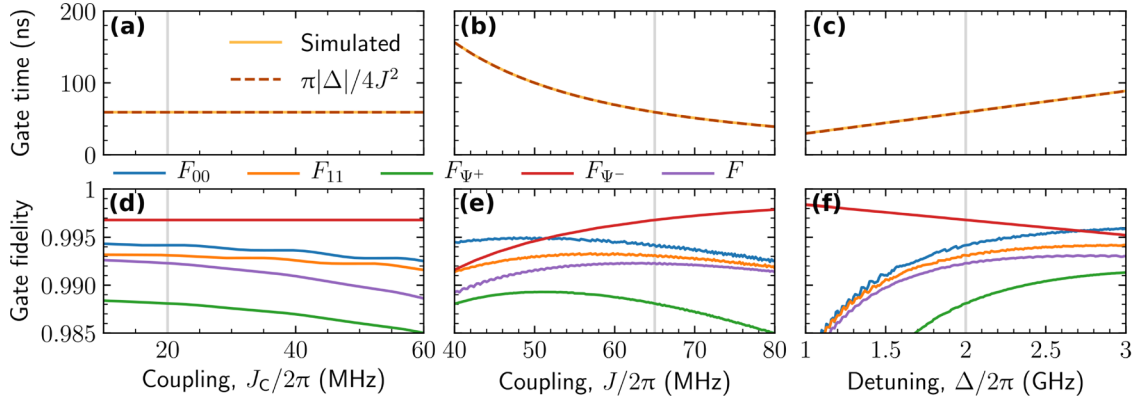 Gate time (ns)
200
100
0
(a)
Simulated
π|Δ|/4J²
(b)
(c)
F₀₀
F₁₁
F_Ψ⁺
F_Ψ⁻
F
Gate fidelity
1
0.995
0.990
0.985
(d)
20
40
60
Coupling, J_C/2π (MHz)
(e)
40
50
60
70
80
Coupling, J/2π (MHz)
(f)
1
1.5
2
2.5
3
Detuning, Δ/2π (GHz)